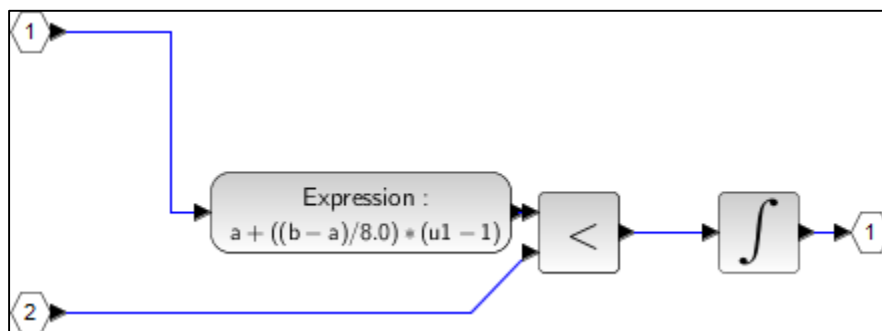 1
Expression :
a + ((b − a)/8.0) ∗ (u1 − 1)
<
∫
1
2